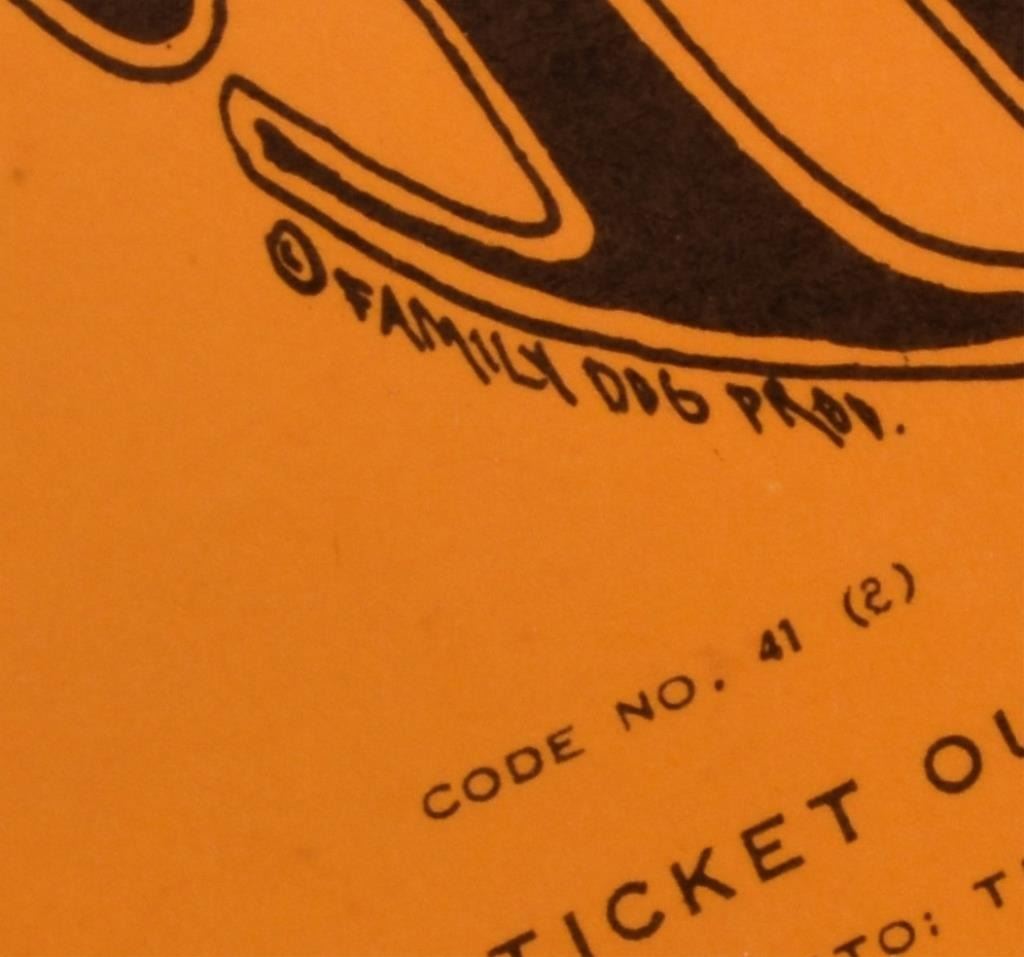 © FAMILY DOG PROD.
CODE NO. 41 (2)
TICKET OU
TO: T